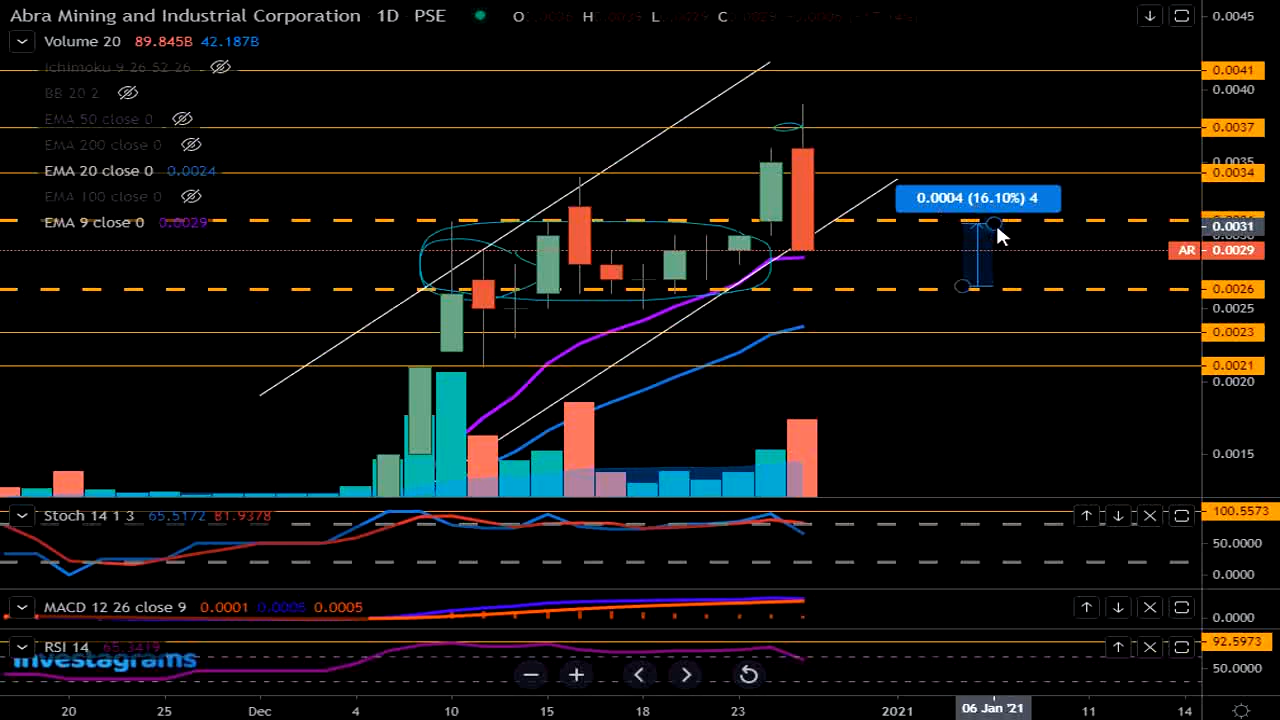 Abra Mining and Industrial Corporation · 1D · PSE O H L C 0.0045
Volume 20 89.845B 42.187B
Ichimoku 9 26 52 26
0.0041
BB 20 2
0.0040
EMA 50 close 0
0.0037
EMA 200 close 0
0.0035
EMA 20 close 0 0.0024
0.0034
EMA 100 close 0
0.0004 (16.10%) 4
EMA 9 close 0 0.0029
0.0031
AR 0.0029
0.0026
0.0025
0.0023
0.0021
0.0020
0.0015
Stoch 14 1 3 65.5172 81.9378
100.5573
50.0000
0.0000
MACD 12 26 close 9 0.0001 0.0005 0.0005
0.0000
RSI 14 65.3419
92.5973
Investagrams
50.0000
20 25 Dec 4 10 15 18 23 2021 06 Jan '21 11 14